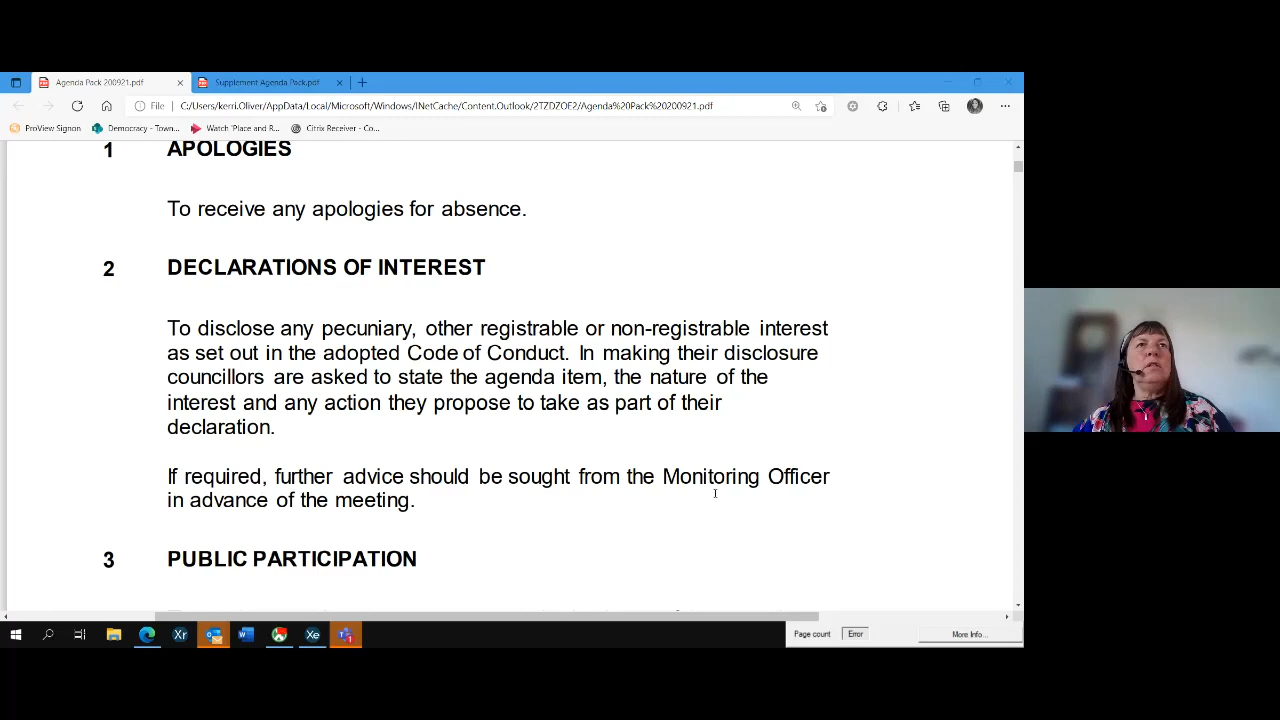 Agenda Pack 200921.pdf
Supplement Agenda Pack.pdf
File
C:/Users/kerri.Oliver/AppData/Local/Microsoft/Windows/INetCache/Content.Outlook/2TZDZOE2/Agenda%20Pack%20200921.pdf
ProView Signon
Democracy - Town...
Watch 'Place and R...
Citrix Receiver - Co...
1 APOLOGIES
To receive any apologies for absence.
2 DECLARATIONS OF INTEREST
To disclose any pecuniary, other registrable or non-registrable interest
as set out in the adopted Code of Conduct. In making their disclosure
councillors are asked to state the agenda item, the nature of the
interest and any action they propose to take as part of their
declaration.
If required, further advice should be sought from the Monitoring Officer
in advance of the meeting.
3 PUBLIC PARTICIPATION
Xr
Xe
Page count
Error
More Info...